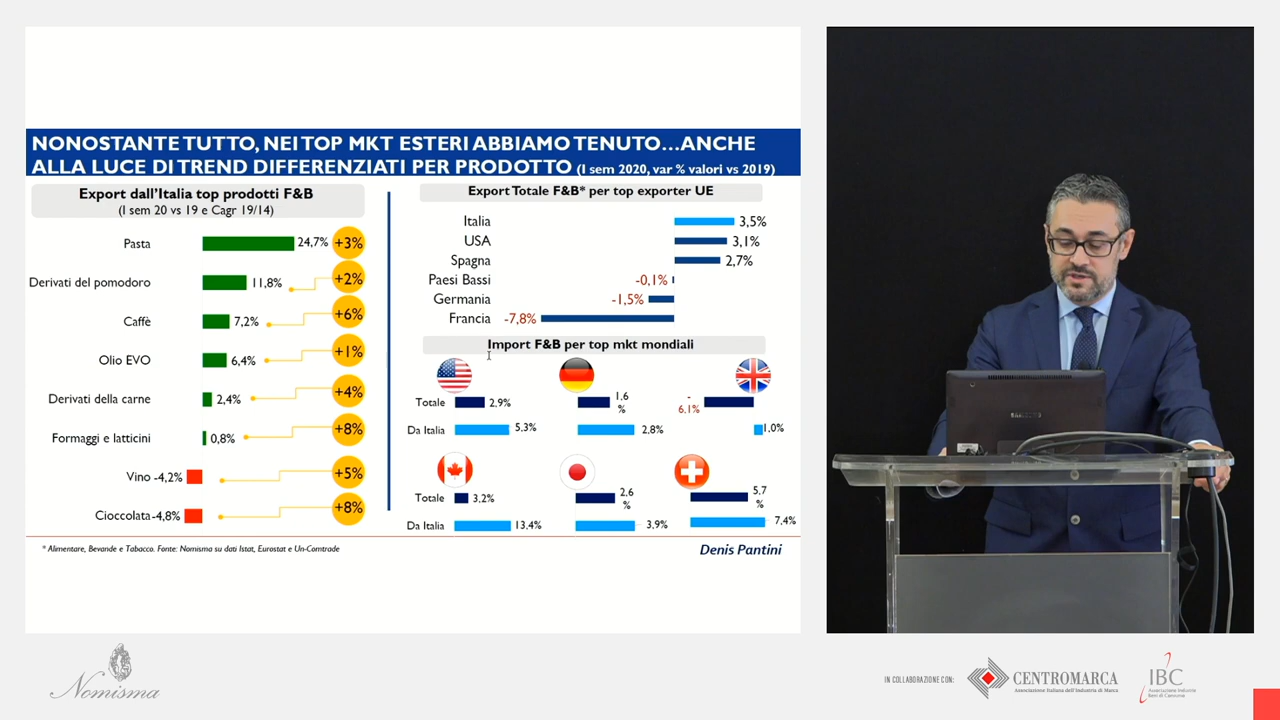 NONOSTANTE TUTTO, NEI TOP MKT ESTERI ABBIAMO TENUTO…ANCHE
ALLA LUCE DI TREND DIFFERENZIATI PER PRODOTTO (I sem 2020, var % valori vs 2019)
Export dall'Italia top prodotti F&B
(I sem 20 vs 19 e Cagr 19/14)
Pasta 24,7% +3%
Derivati del pomodoro 11,8% +2%
Caffè 7,2% +6%
Olio EVO 6,4% +1%
Derivati della carne 2,4% +4%
Formaggi e latticini 0,8% +8%
Vino -4,2% +5%
Cioccolata -4,8% +8%
Export Totale F&B* per top exporter UE
Italia 3,5%
USA 3,1%
Spagna 2,7%
Paesi Bassi -0,1%
Germania -1,5%
Francia -7,8%
Import F&B per top mkt mondiali
Totale 2,9% 1,6 % - 6,1%
Da Italia 5,3% 2,8% 1,0%
Totale 3,2% 2,6 % 5,7 %
Da Italia 13,4% 3,9% 7,4%
* Alimentare, Bevande e Tabacco. Fonte: Nomisma su dati Istat, Eurostat e Un-Comtrade
Denis Pantini
SAMSUNG
Nomisma
IN COLLABORAZIONE CON:
CENTROMARCA
Associazione Italiana dell'Industria di Marca
IBC
Associazione Industrie
Beni di Consumo